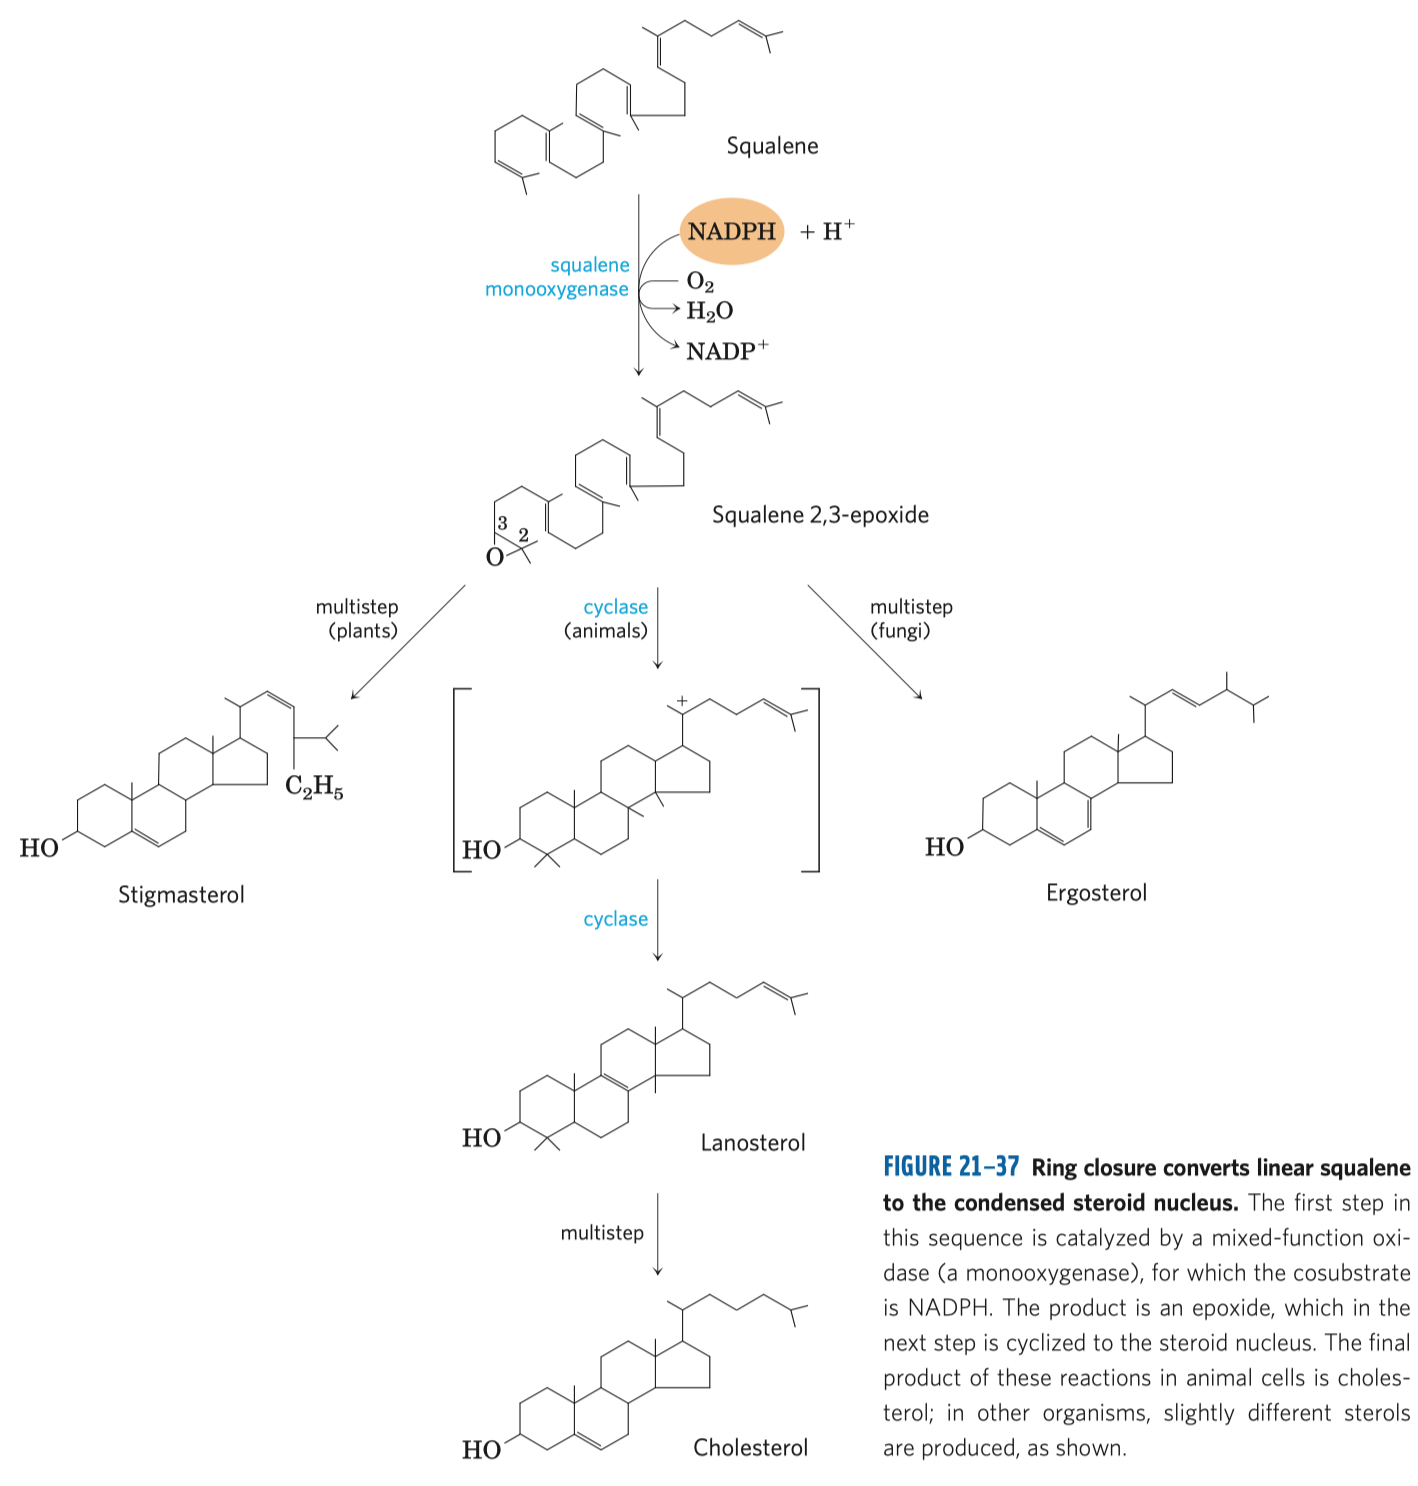 Squalene
NADPH + H⁺
squalene
monooxygenase
O₂
H₂O
NADP⁺
3
2
O
Squalene 2,3-epoxide
multistep
(plants)
cyclase
(animals)
multistep
(fungi)
+
C₂H₅
HO
HO
HO
Stigmasterol
Ergosterol
cyclase
HO
Lanosterol
multistep
HO
Cholesterol
FIGURE 21–37 Ring closure converts linear squalene
to the condensed steroid nucleus. The first step in
this sequence is catalyzed by a mixed-function oxi-
dase (a monooxygenase), for which the cosubstrate
is NADPH. The product is an epoxide, which in the
next step is cyclized to the steroid nucleus. The final
product of these reactions in animal cells is choles-
terol; in other organisms, slightly different sterols
are produced, as shown.